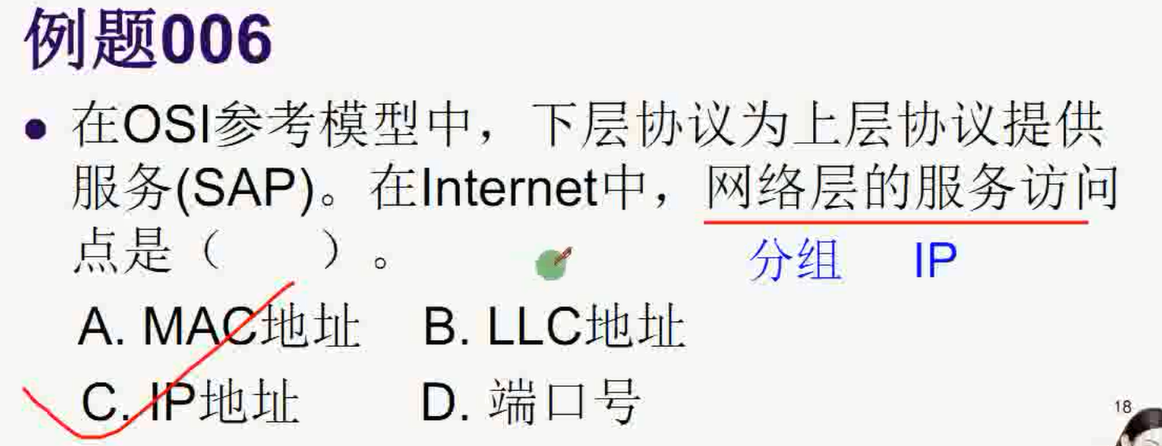 例题006
• 在OSI参考模型中，下层协议为上层协议提供
服务(SAP)。在Internet中，网络层的服务访问
点是（　　）。
分组 IP
A. MAC地址 B. LLC地址
C. IP地址 D. 端口号
18